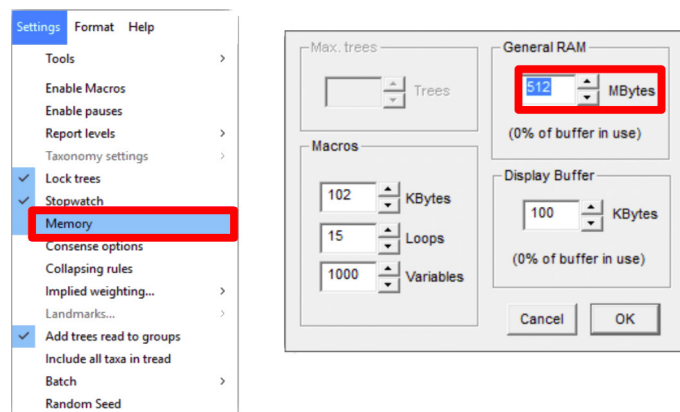 Settings Format Help
Tools
Enable Macros
Enable pauses
Report levels
Taxonomy settings
Lock trees
Stopwatch
Memory
Consense options
Collapsing rules
Implied weighting...
Landmarks...
Add trees read to groups
Include all taxa in tread
Batch
Random Seed
Max. trees
Trees
Macros
102 KBytes
15 Loops
1000 Variables
General RAM
512 MBytes
(0% of buffer in use)
Display Buffer
100 KBytes
(0% of buffer in use)
Cancel OK